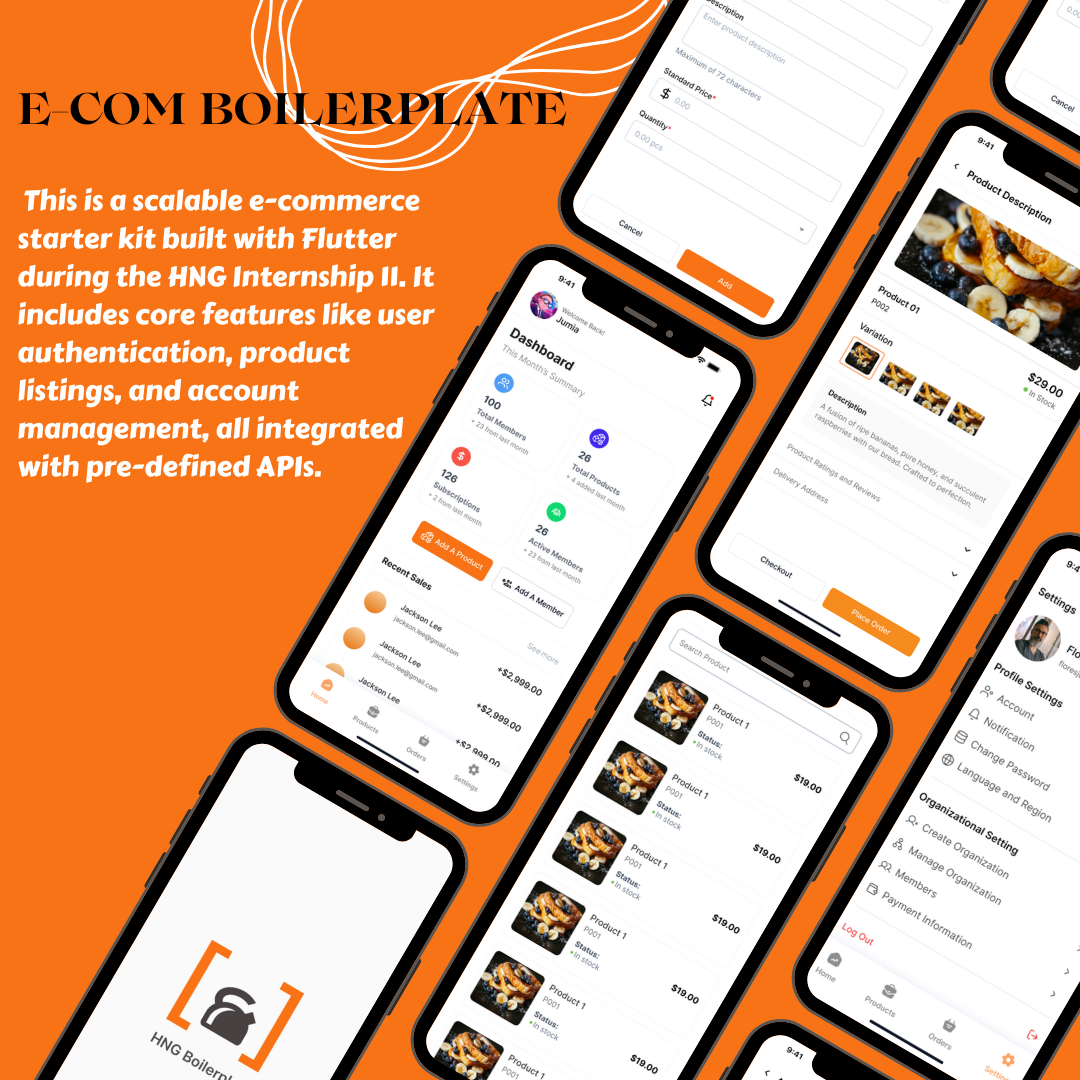 E-COM BOILERPLATE
This is a scalable e-commerce
starter kit built with Flutter
during the HNG Internship 11. It
includes core features like user
authentication, product
listings, and account
management, all integrated
with pre-defined APIs.
Description
Enter product description
Maximum of 72 characters
Standard Price*
$ 0.00
Quantity*
0.00 pcs
Cancel
Add
Cancel
9:41
Product Description
Product 01
P002
$29.00
In Stock
Variation
Description
A fusion of ripe bananas, pure honey, and succulent
raspberries with our bread. Crafted to perfection.
Product Ratings and Reviews
Delivery Address
Checkout
Place Order
9:41
Welcome Back!
Jumia
Dashboard
This Month's Summary
100
Total Members
+ 23 from last month
26
Total Products
+ 4 added last month
126
Subscriptions
+ 2 from last month
26
Active Members
+ 23 from last month
Add A Product
Add A Member
Recent Sales
See more
Jackson Lee
jackson.lee@gmail.com
+$2,999.00
Jackson Lee
jackson.lee@gmail.com
+$2,999.00
Jackson Lee
+$2,999.00
Home
Products
Orders
Settings
Search Product
Product 1
P001
Status:
In stock
$19.00
Product 1
P001
Status:
In stock
$19.00
Product 1
P001
Status:
In stock
$19.00
Product 1
P001
Status:
In stock
$19.00
Product 1
P001
Status:
In stock
$19.00
Product 1
P001
Settings
Profile Settings
Account
Notification
Change Password
Language and Region
Organizational Setting
Create Organization
Manage Organization
Members
Payment Information
Log Out
Home
Products
Orders
HNG
9:41